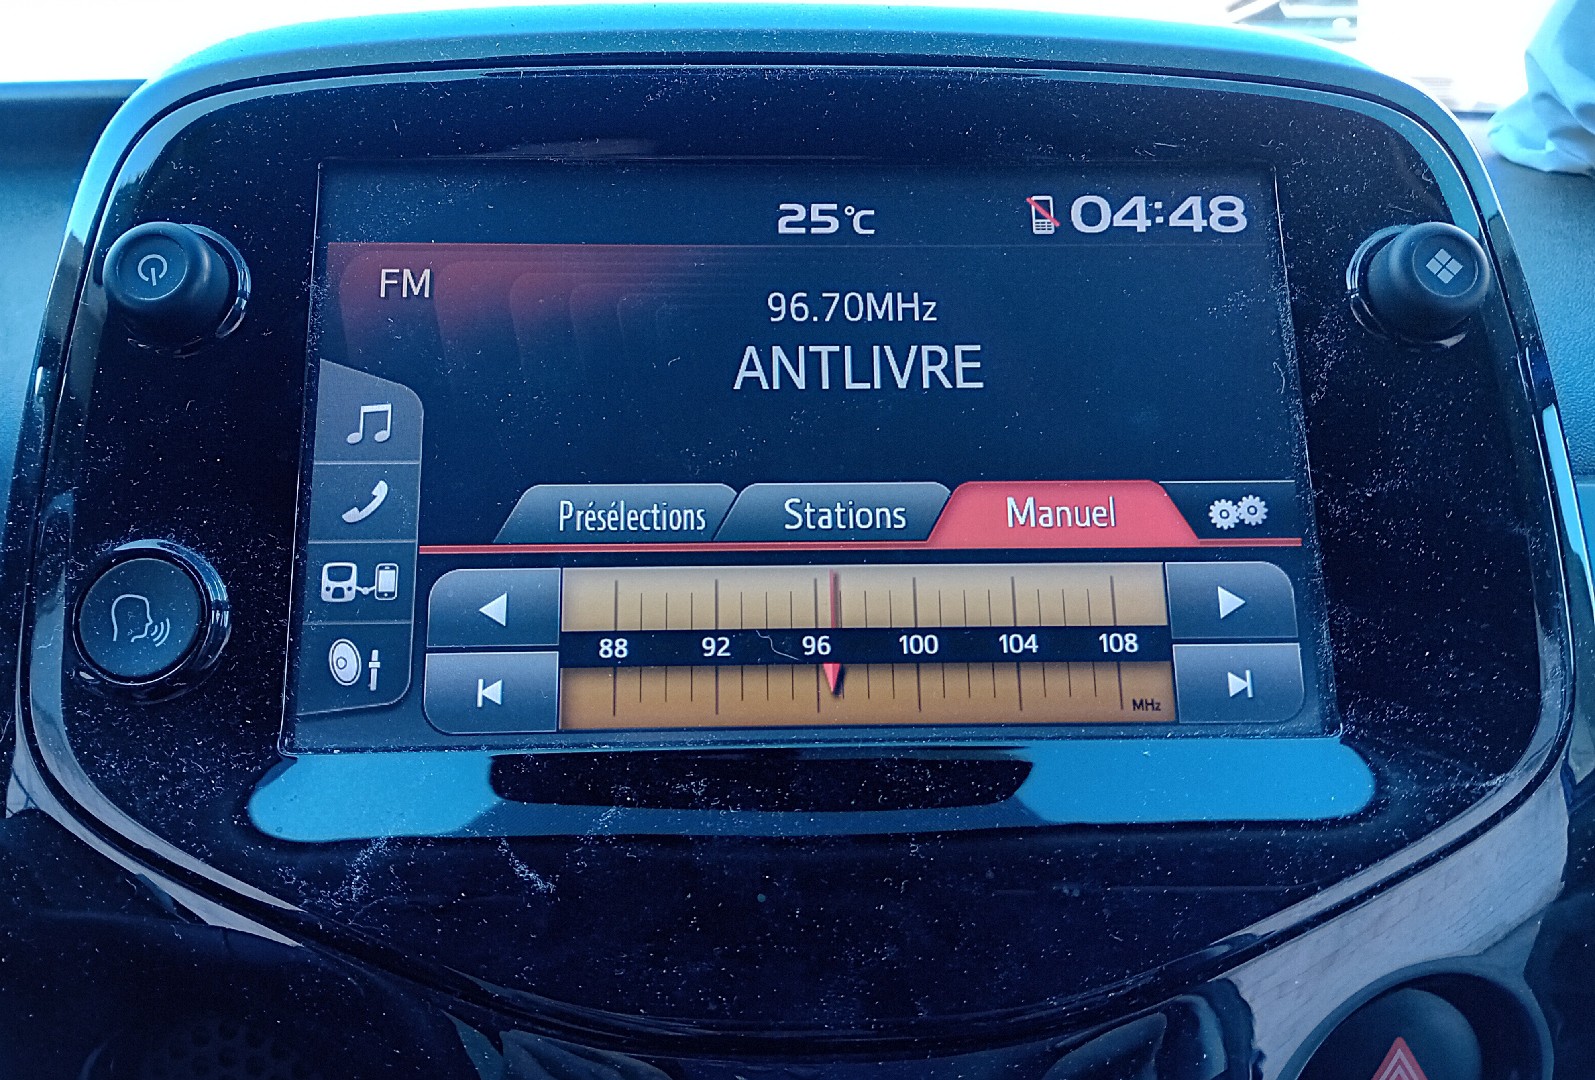 25°C 04:48
FM
96.70MHz
ANTLIVRE
Présélections Stations Manuel
88 92 96 100 104 108
MHz